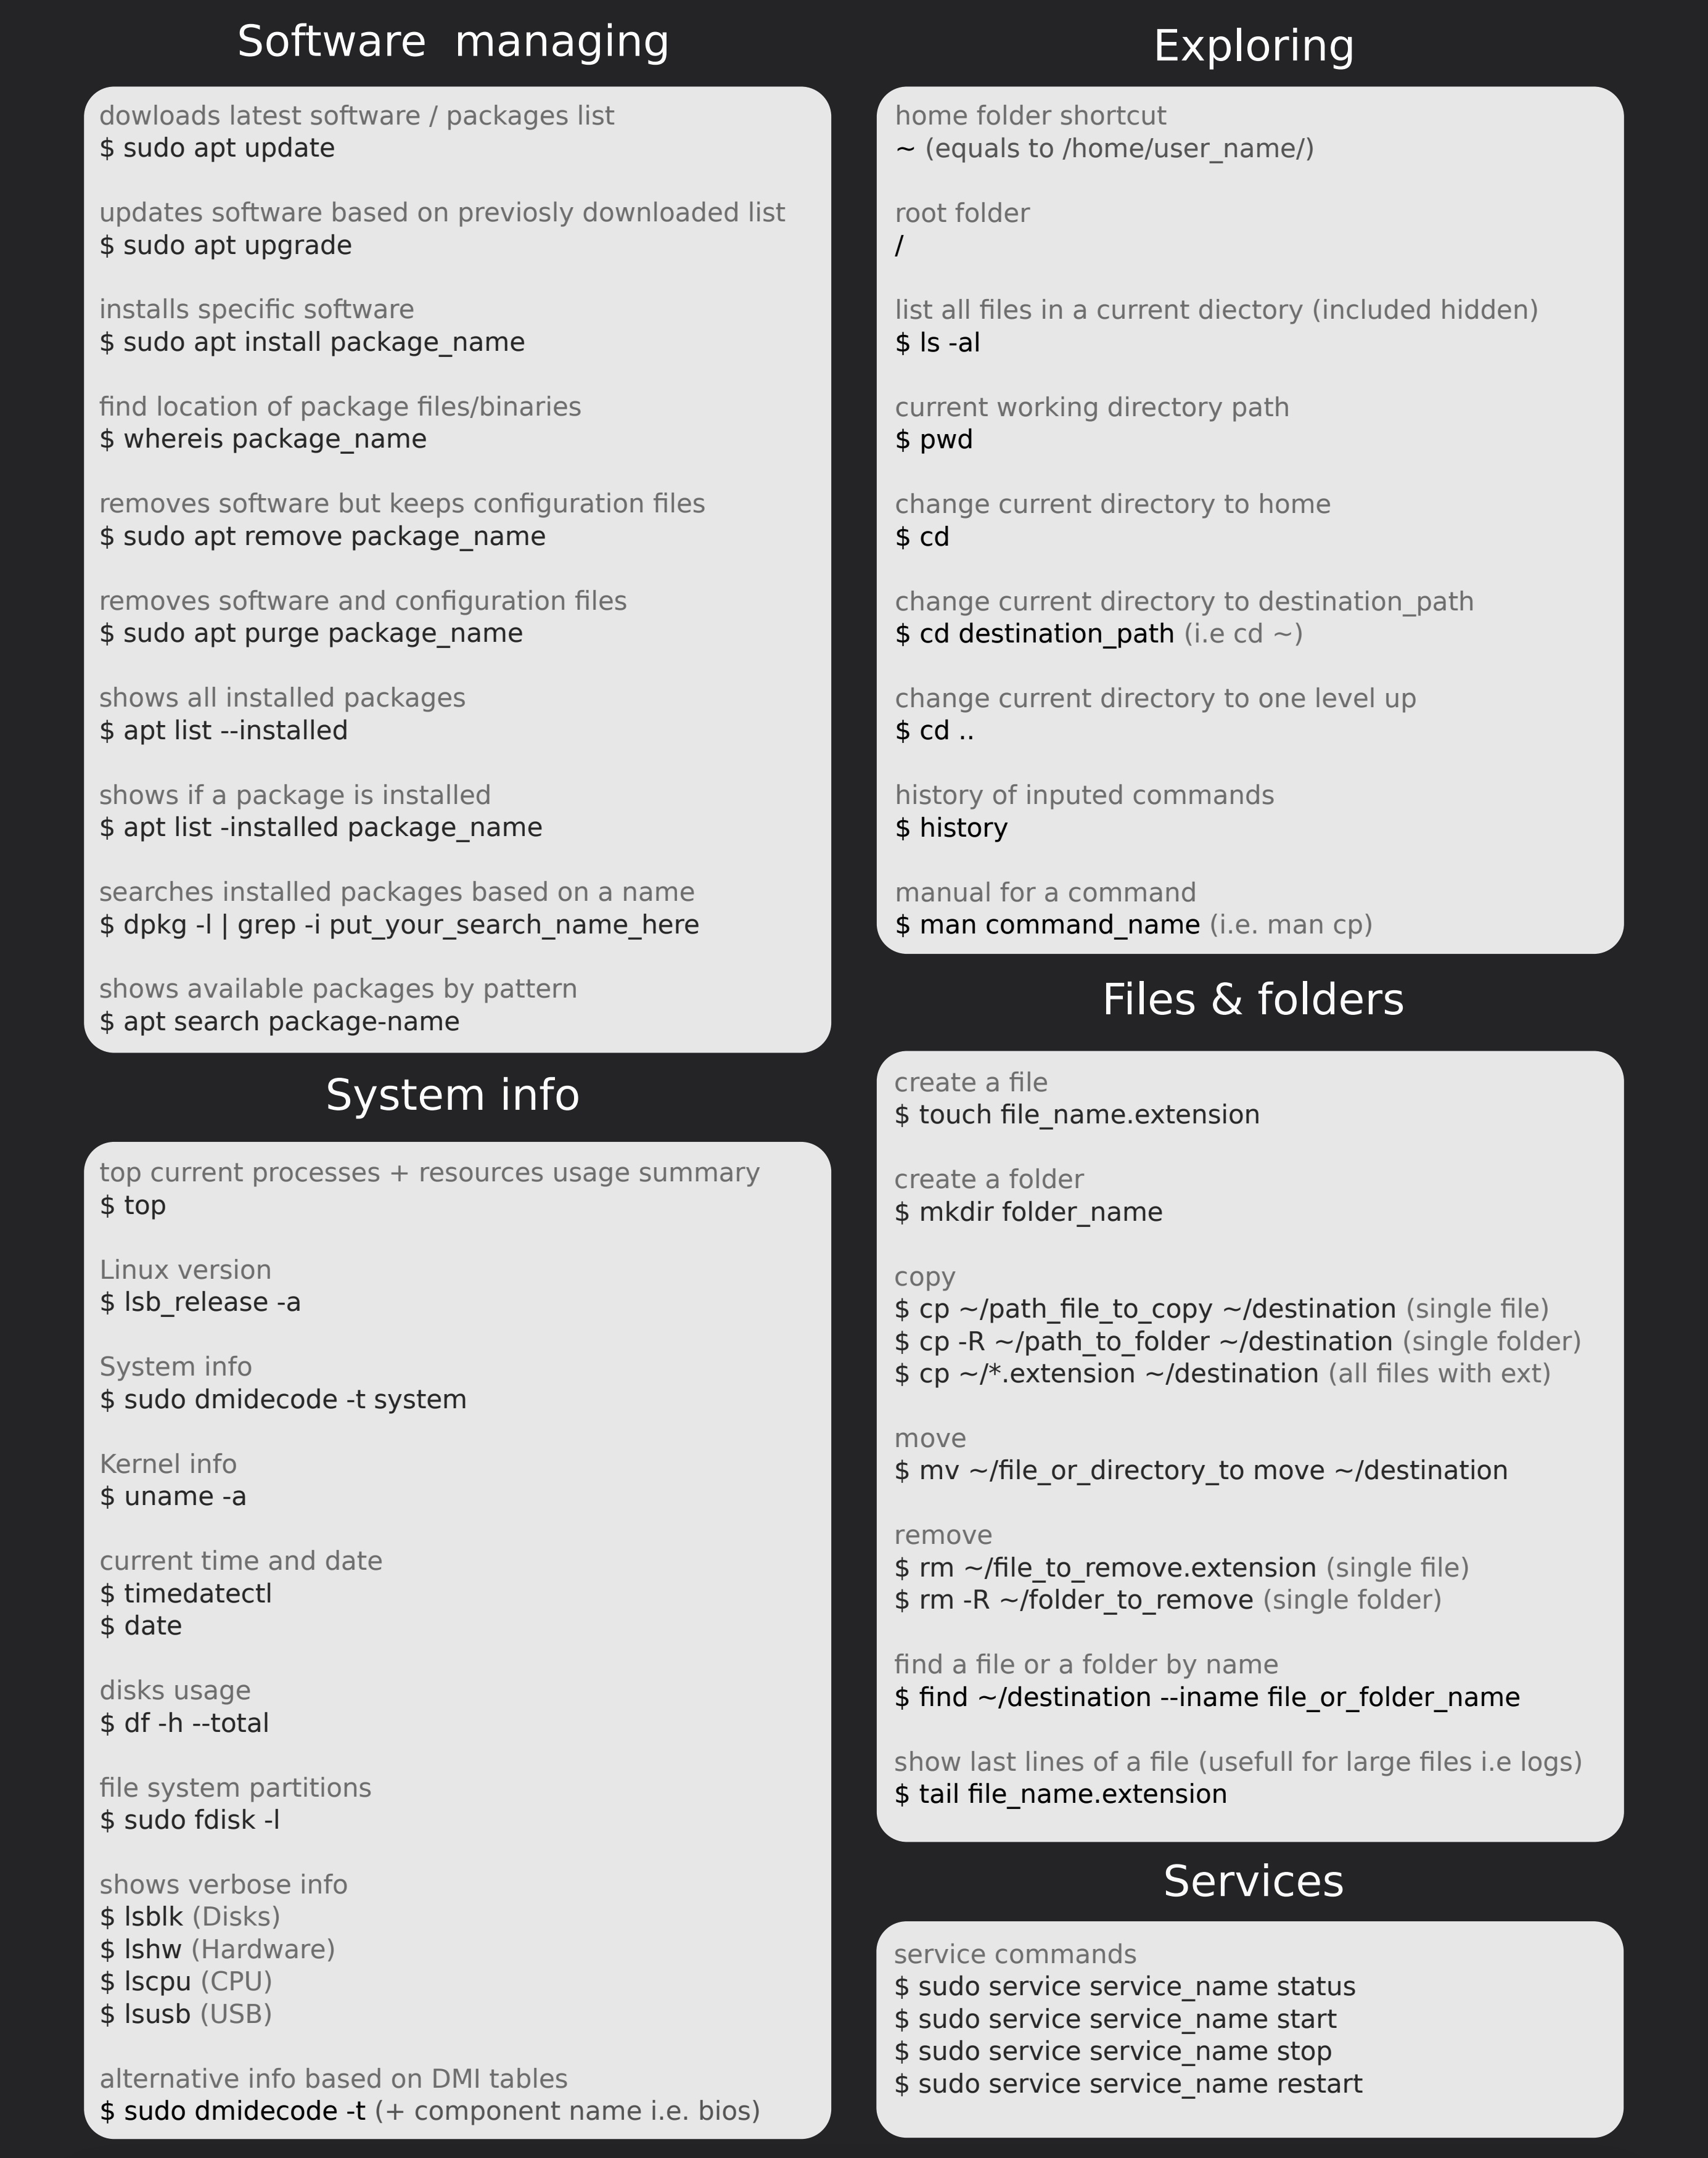 Software  managing
dowloads latest software / packages list
$ sudo apt update
updates software based on previosly downloaded list
$ sudo apt upgrade
installs specific software
$ sudo apt install package_name
find location of package files/binaries
$ whereis package_name
removes software but keeps configuration files
$ sudo apt remove package_name
removes software and configuration files
$ sudo apt purge package_name
shows all installed packages
$ apt list --installed
shows if a package is installed
$ apt list -installed package_name
searches installed packages based on a name
$ dpkg -l | grep -i put_your_search_name_here
shows available packages by pattern
$ apt search package-name
System info
top current processes + resources usage summary
$ top
Linux version
$ lsb_release -a
System info
$ sudo dmidecode -t system
Kernel info
$ uname -a
current time and date
$ timedatectl
$ date
disks usage
$ df -h --total
file system partitions
$ sudo fdisk -l
shows verbose info
$ lsblk (Disks)
$ lshw (Hardware)
$ lscpu (CPU)
$ lsusb (USB)
alternative info based on DMI tables
$ sudo dmidecode -t (+ component name i.e. bios)
Exploring
home folder shortcut
~ (equals to /home/user_name/)
root folder
/
list all files in a current diectory (included hidden)
$ ls -al
current working directory path
$ pwd
change current directory to home
$ cd
change current directory to destination_path
$ cd destination_path (i.e cd ~)
change current directory to one level up
$ cd ..
history of inputed commands
$ history
manual for a command
$ man command_name (i.e. man cp)
Files & folders
create a file
$ touch file_name.extension
create a folder
$ mkdir folder_name
copy
$ cp ~/path_file_to_copy ~/destination (single file)
$ cp -R ~/path_to_folder ~/destination (single folder)
$ cp ~/*.extension ~/destination (all files with ext)
move
$ mv ~/file_or_directory_to move ~/destination
remove
$ rm ~/file_to_remove.extension (single file)
$ rm -R ~/folder_to_remove (single folder)
find a file or a folder by name
$ find ~/destination --iname file_or_folder_name
show last lines of a file (usefull for large files i.e logs)
$ tail file_name.extension
Services
service commands
$ sudo service service_name status
$ sudo service service_name start
$ sudo service service_name stop
$ sudo service service_name restart